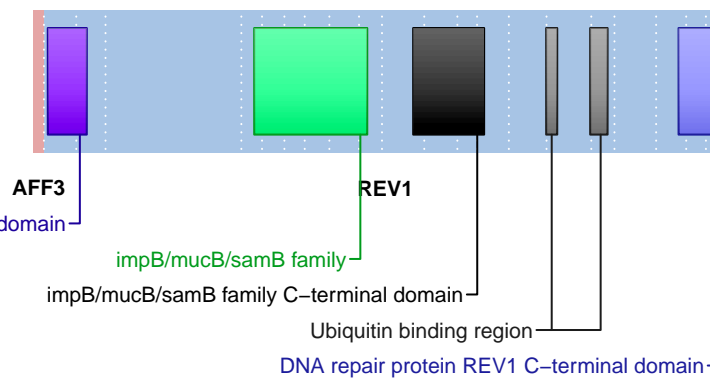 AFF3
REV1
domain
impB/mucB/samB family
impB/mucB/samB family C−terminal domain
Ubiquitin binding region
DNA repair protein REV1 C−terminal domain